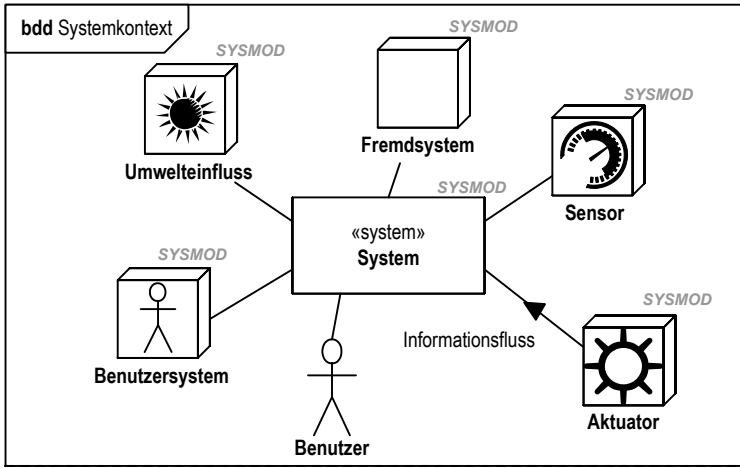 bdd Systemkontext
SYSMOD
SYSMOD
SYSMOD
Umwelteinfluss
Fremdsystem
Sensor
SYSMOD
«system»
System
SYSMOD
SYSMOD
Informationsfluss
Benutzersystem
Aktuator
Benutzer